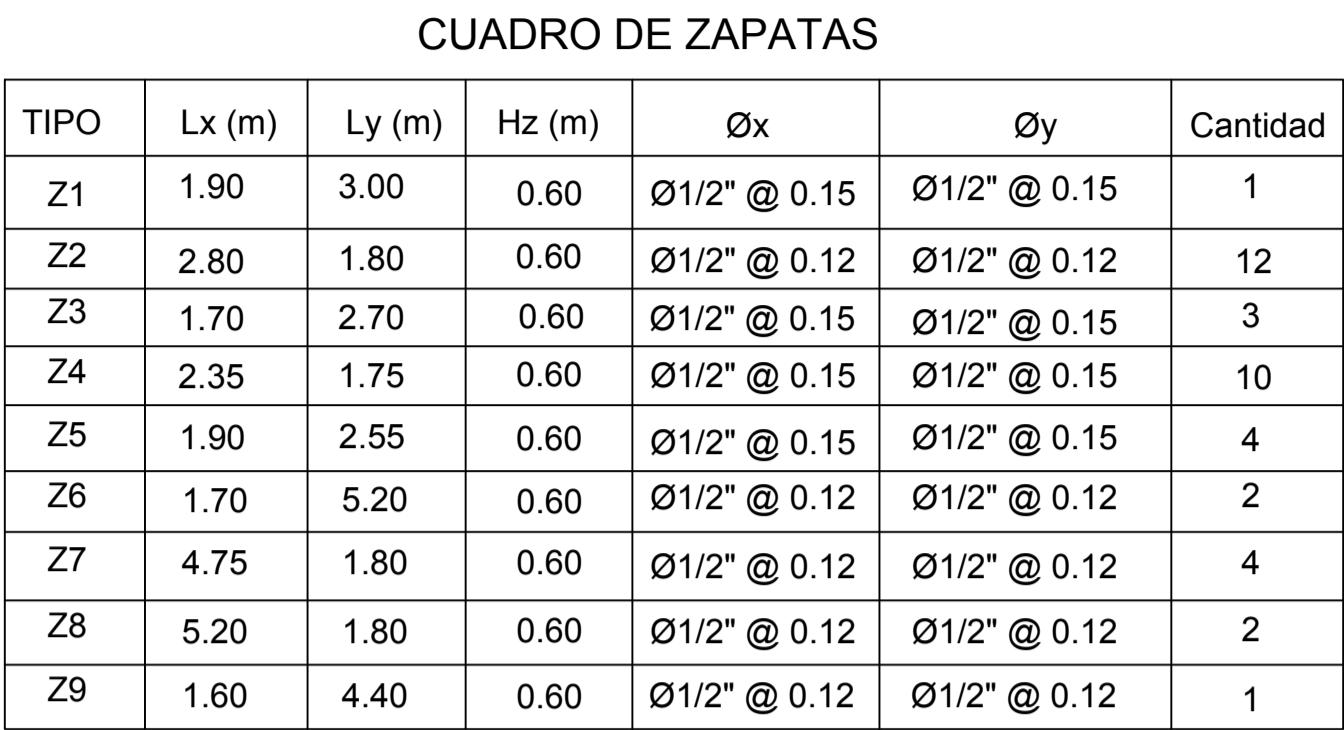 CUADRO DE ZAPATAS
TIPO Lx (m) Ly (m) Hz (m) Øx Øy Cantidad
Z1 1.90 3.00 0.60 Ø1/2" @ 0.15 Ø1/2" @ 0.15 1
Z2 2.80 1.80 0.60 Ø1/2" @ 0.12 Ø1/2" @ 0.12 12
Z3 1.70 2.70 0.60 Ø1/2" @ 0.15 Ø1/2" @ 0.15 3
Z4 2.35 1.75 0.60 Ø1/2" @ 0.15 Ø1/2" @ 0.15 10
Z5 1.90 2.55 0.60 Ø1/2" @ 0.15 Ø1/2" @ 0.15 4
Z6 1.70 5.20 0.60 Ø1/2" @ 0.12 Ø1/2" @ 0.12 2
Z7 4.75 1.80 0.60 Ø1/2" @ 0.12 Ø1/2" @ 0.12 4
Z8 5.20 1.80 0.60 Ø1/2" @ 0.12 Ø1/2" @ 0.12 2
Z9 1.60 4.40 0.60 Ø1/2" @ 0.12 Ø1/2" @ 0.12 1